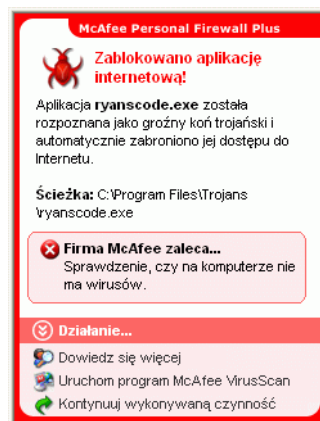 McAfee Personal Firewall Plus
Zablokowano aplikację
internetową!
Aplikacja ryanscode.exe została
rozpoznana jako groźny koń trojański i
automatycznie zabroniono jej dostępu do
Internetu.
Ścieżka: C:\Program Files\Trojans
\ryanscode.exe
Firma McAfee zaleca...
Sprawdzenie, czy na komputerze nie
ma wirusów.
Działanie...
Dowiedz się więcej
Uruchom program McAfee VirusScan
Kontynuuj wykonywaną czynność